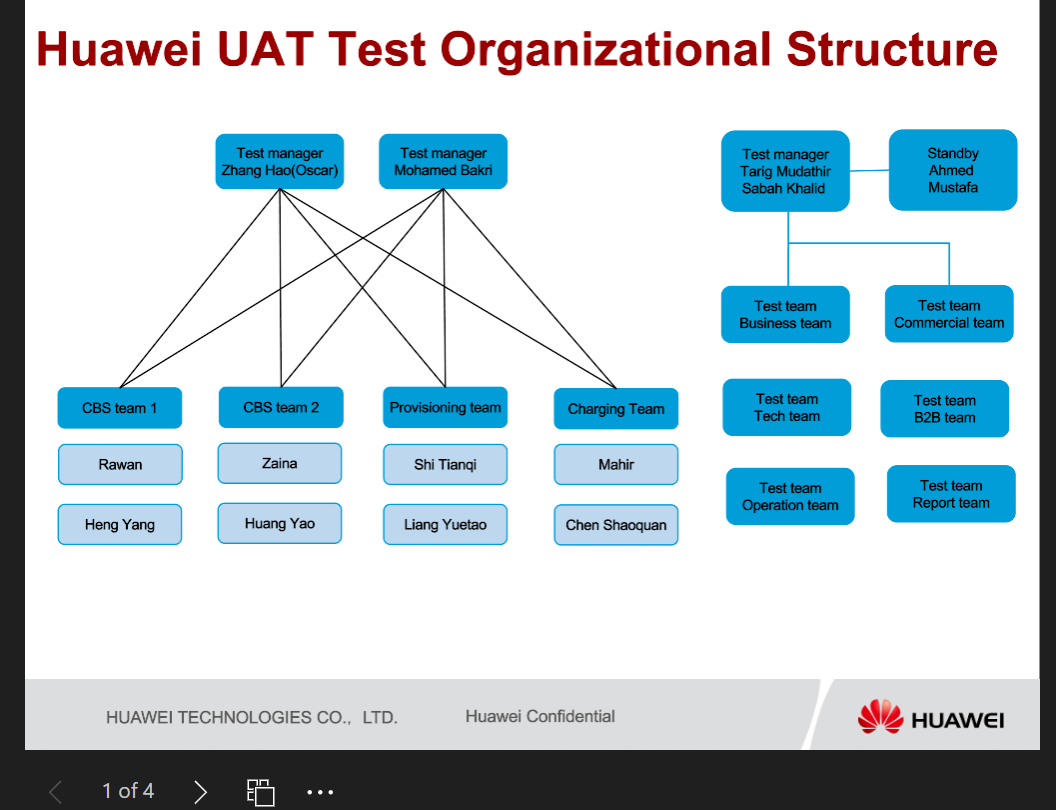 Huawei UAT Test Organizational Structure
Test manager
Zhang Hao(Oscar)
Test manager
Mohamed Bakri
Test manager
Tarig Mudathir
Sabah Khalid
Standby
Ahmed
Mustafa
Test team
Business team
Test team
Commercial team
CBS team 1
CBS team 2
Provisioning team
Charging Team
Test team
Tech team
Test team
B2B team
Rawan
Zaina
Shi Tianqi
Mahir
Test team
Operation team
Test team
Report team
Heng Yang
Huang Yao
Liang Yuetao
Chen Shaoquan
HUAWEI TECHNOLOGIES CO., LTD.
Huawei Confidential
HUAWEI
1 of 4